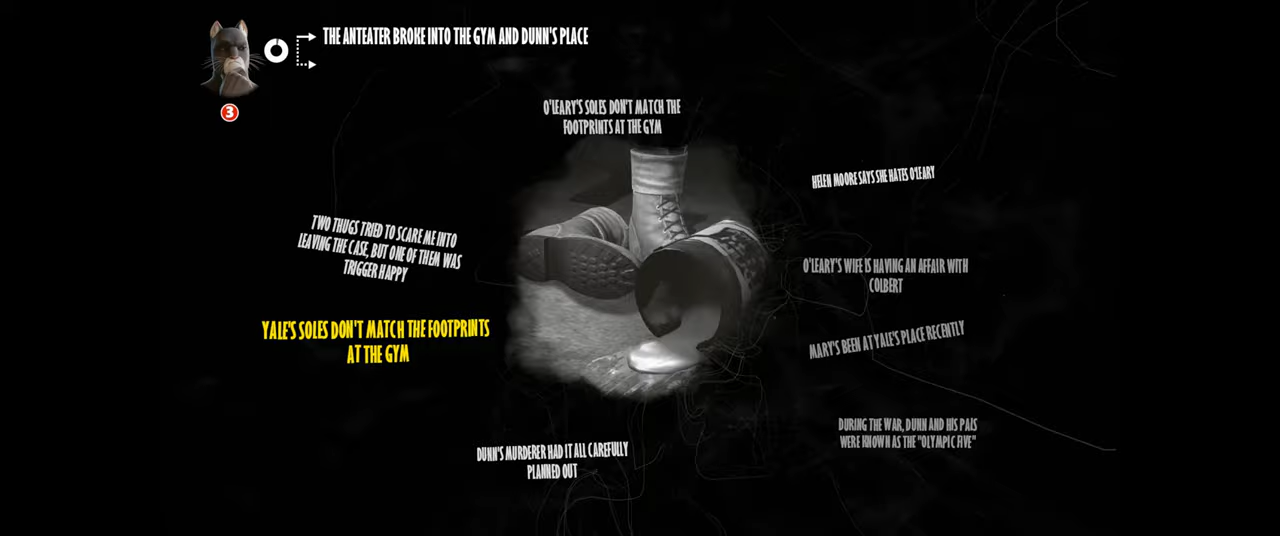 THE ANTEATER BROKE INTO THE GYM AND DUNN'S PLACE
3
O'LEARY'S SOLES DON'T MATCH THE
FOOTPRINTS AT THE GYM
HELEN MOORE SAYS SHE HATES O'LEARY
TWO THUGS TRIED TO SCARE ME INTO
LEAVING THE CASE, BUT ONE OF THEM WAS
TRIGGER HAPPY
O'LEARY'S WIFE IS HAVING AN AFFAIR WITH
COLBERT
YALE'S SOLES DON'T MATCH THE FOOTPRINTS
AT THE GYM
MARY'S BEEN AT YALE'S PLACE RECENTLY
DURING THE WAR, DUNN AND HIS PALS
WERE KNOWN AS THE "OLYMPIC FIVE"
DUNN'S MURDERER HAD IT ALL CAREFULLY
PLANNED OUT